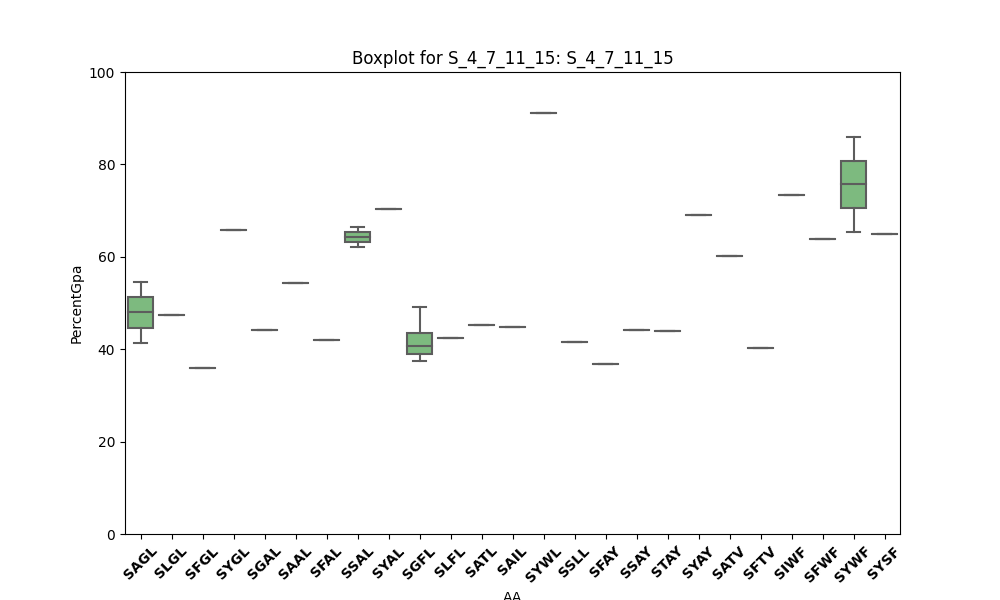 Boxplot for S_4_7_11_15: S_4_7_11_15
100
80
60
40
20
0
PercentGpa
SAGL SLGL SFGL SYGL SGAL SAAL SFAL SSAL SYAL SGFL SLFL SATL SAIL SYWL SSLL SFAY SSAY STAY SYAY SATV SFTV SIWF SFWF SYWF SYSF
AA